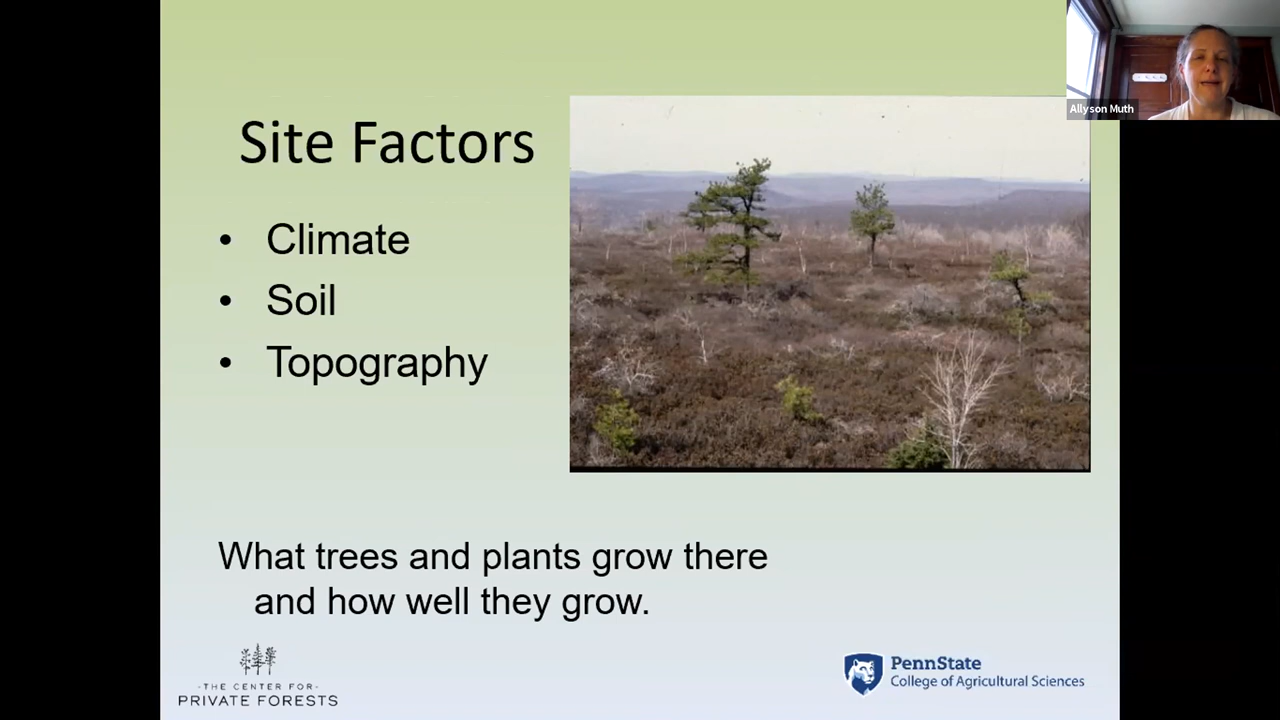 Site Factors
• Climate
• Soil
• Topography
What trees and plants grow there
and how well they grow.
-THE CENTER FOR-
PRIVATE FORESTS
PennState
College of Agricultural Sciences
Allyson Muth